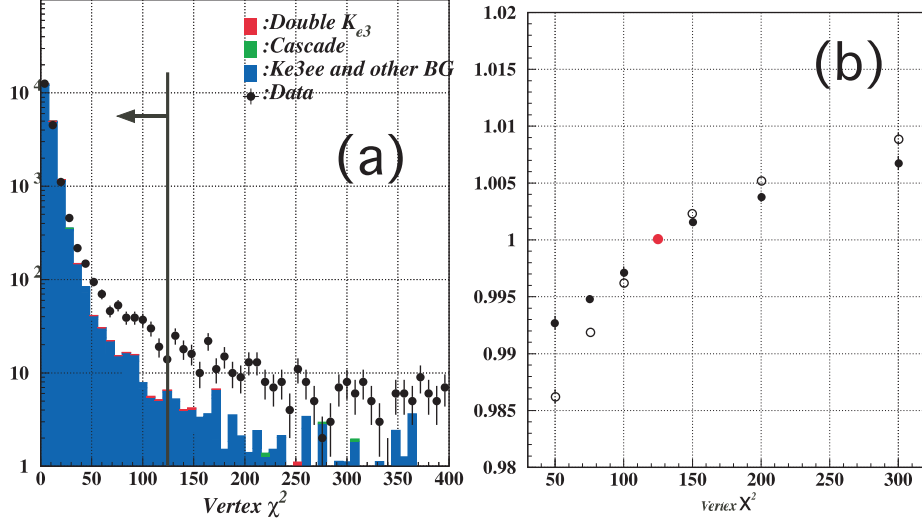 :Double K_e3
:Cascade
:Ke3ee and other BG
:Data
(a)
10^4
10^3
10^2
10
1
0 50 100 150 200 250 300 350 400
Vertex χ^2
(b)
1.02
1.015
1.01
1.005
1
0.995
0.99
0.985
0.98
50 100 150 200 250 300
Vertex X^2